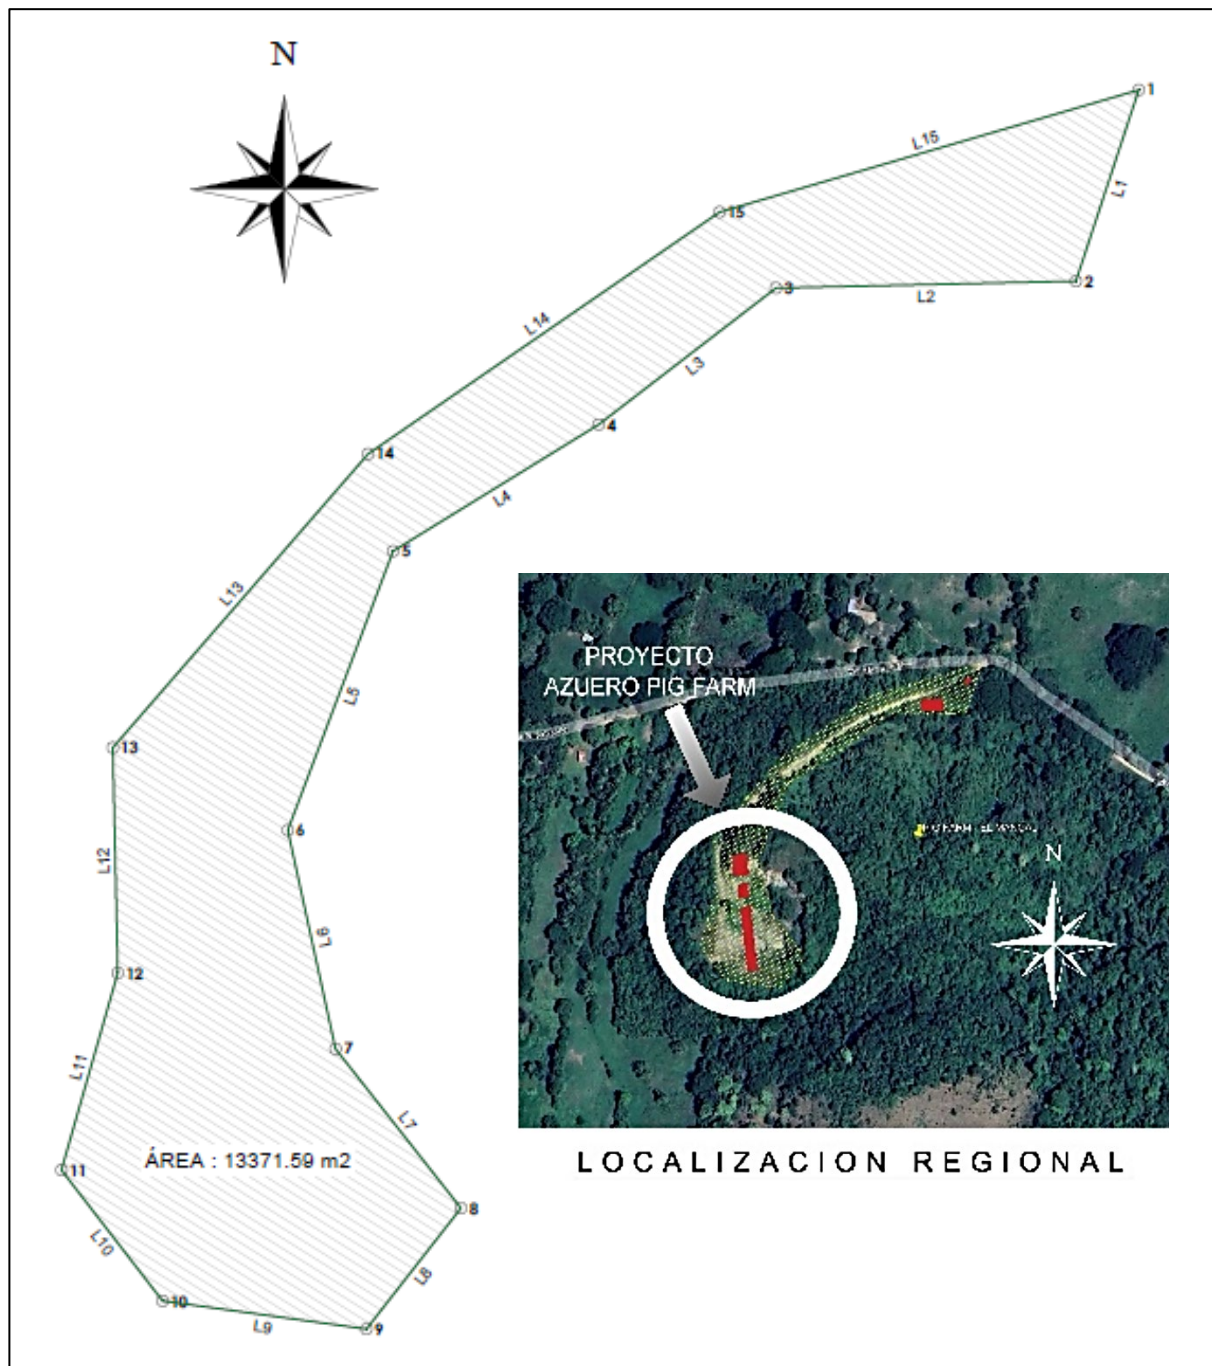 N
1
L15
L1
15
3
2
L2
L14
L3
4
14
L4
5
L13
L5
PROYECTO
AZUERO PIG FARM
13
6
N
L12
L6
12
7
L11
L7
ÁREA : 13371.59 m2
LOCALIZACION REGIONAL
11
8
L10
L8
10
L9
9